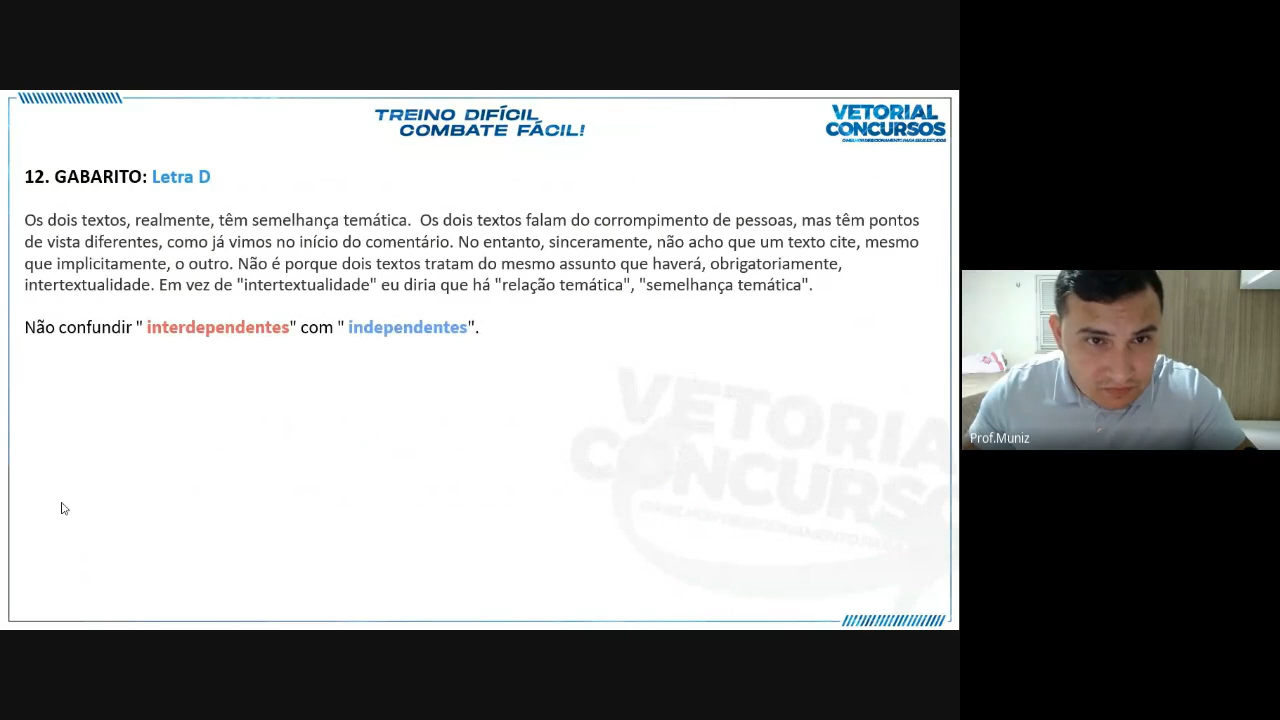 TREINO DIFÍCIL
COMBATE FÁCIL!
VETORIAL
CONCURSOS
12. GABARITO: Letra D
Os dois textos, realmente, têm semelhança temática.  Os dois textos falam do corrompimento de pessoas, mas têm pontos
de vista diferentes, como já vimos no início do comentário. No entanto, sinceramente, não acho que um texto cite, mesmo
que implicitamente, o outro. Não é porque dois textos tratam do mesmo assunto que haverá, obrigatoriamente,
intertextualidade. Em vez de "intertextualidade" eu diria que há "relação temática", "semelhança temática".
Não confundir " interdependentes" com " independentes".
VETORIAL
CONCURSO
Prof.Muniz